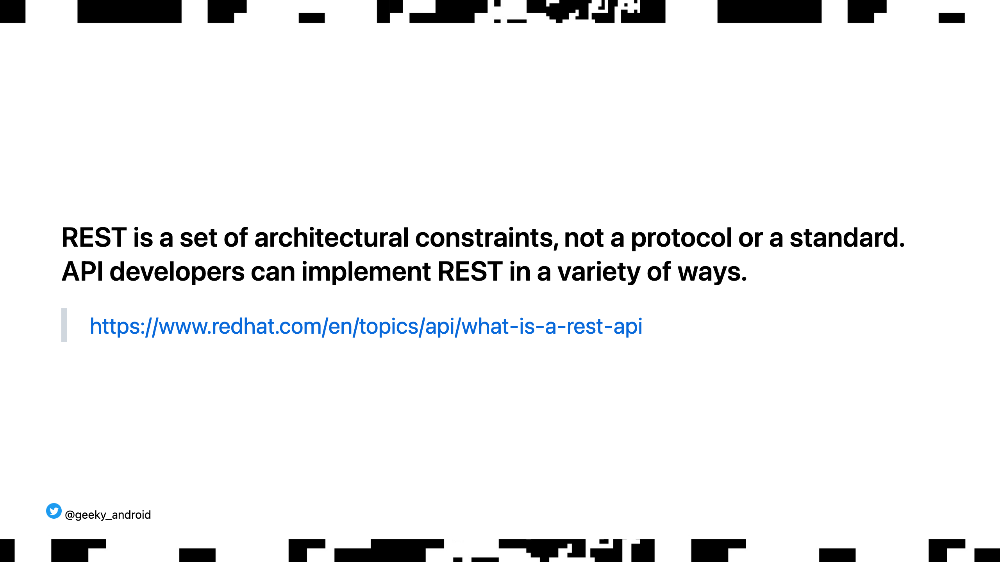 REST is a set of architectural constraints, not a protocol or a standard.
API developers can implement REST in a variety of ways.
https://www.redhat.com/en/topics/api/what-is-a-rest-api
@geeky_android